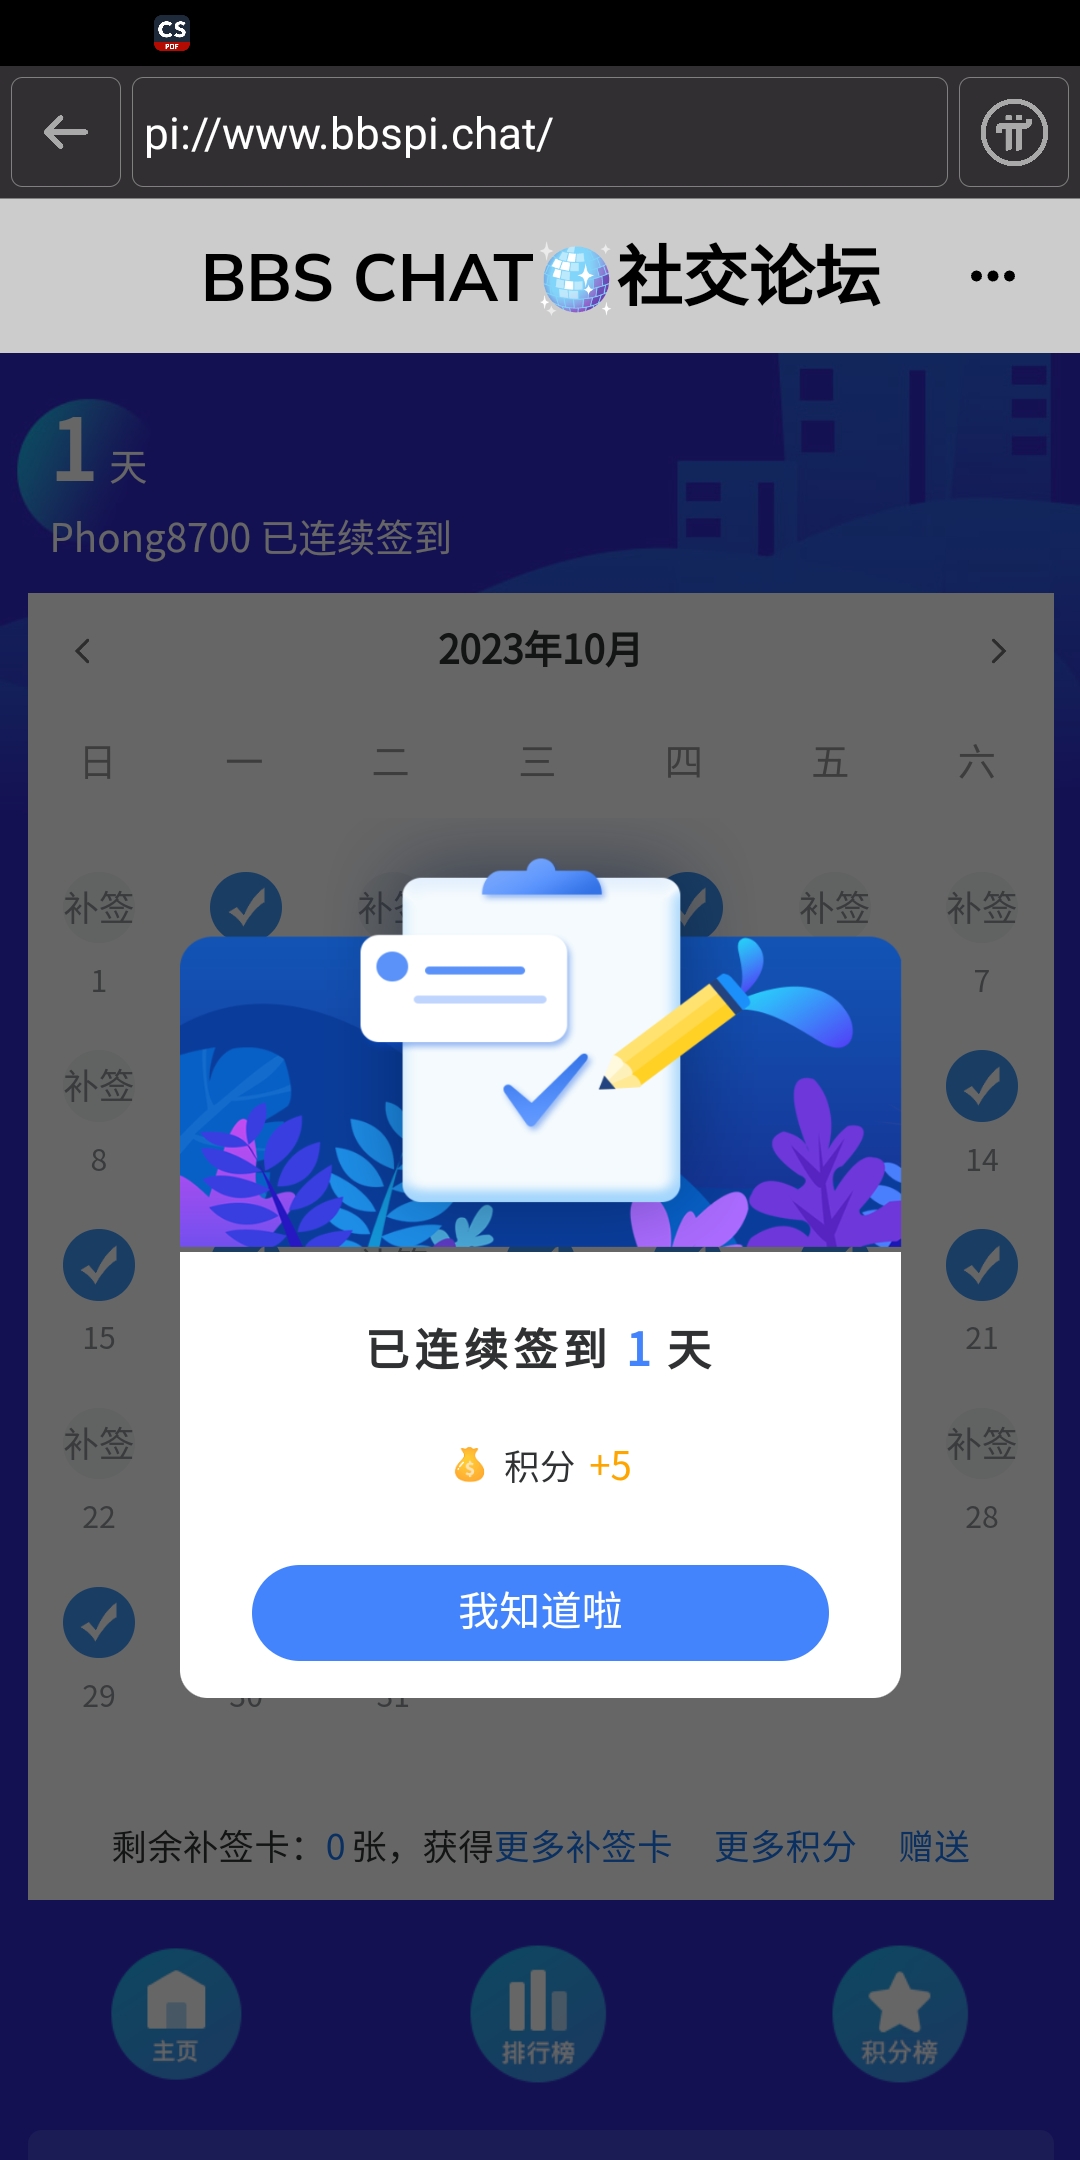 CS
PDF
pi://www.bbspi.chat/
BBS CHAT🪩社交论坛
1 天
Phong8700 已连续签到
2023年10月
日 一 二 三 四 五 六
补签 补签 补签
1 7
补签
8 14
15 21
补签 补签
22 28
已连续签到 1 天
积分 +5
我知道啦
29 30 31
剩余补签卡：0 张，获得更多补签卡 更多积分 赠送
主页 排行榜 积分榜